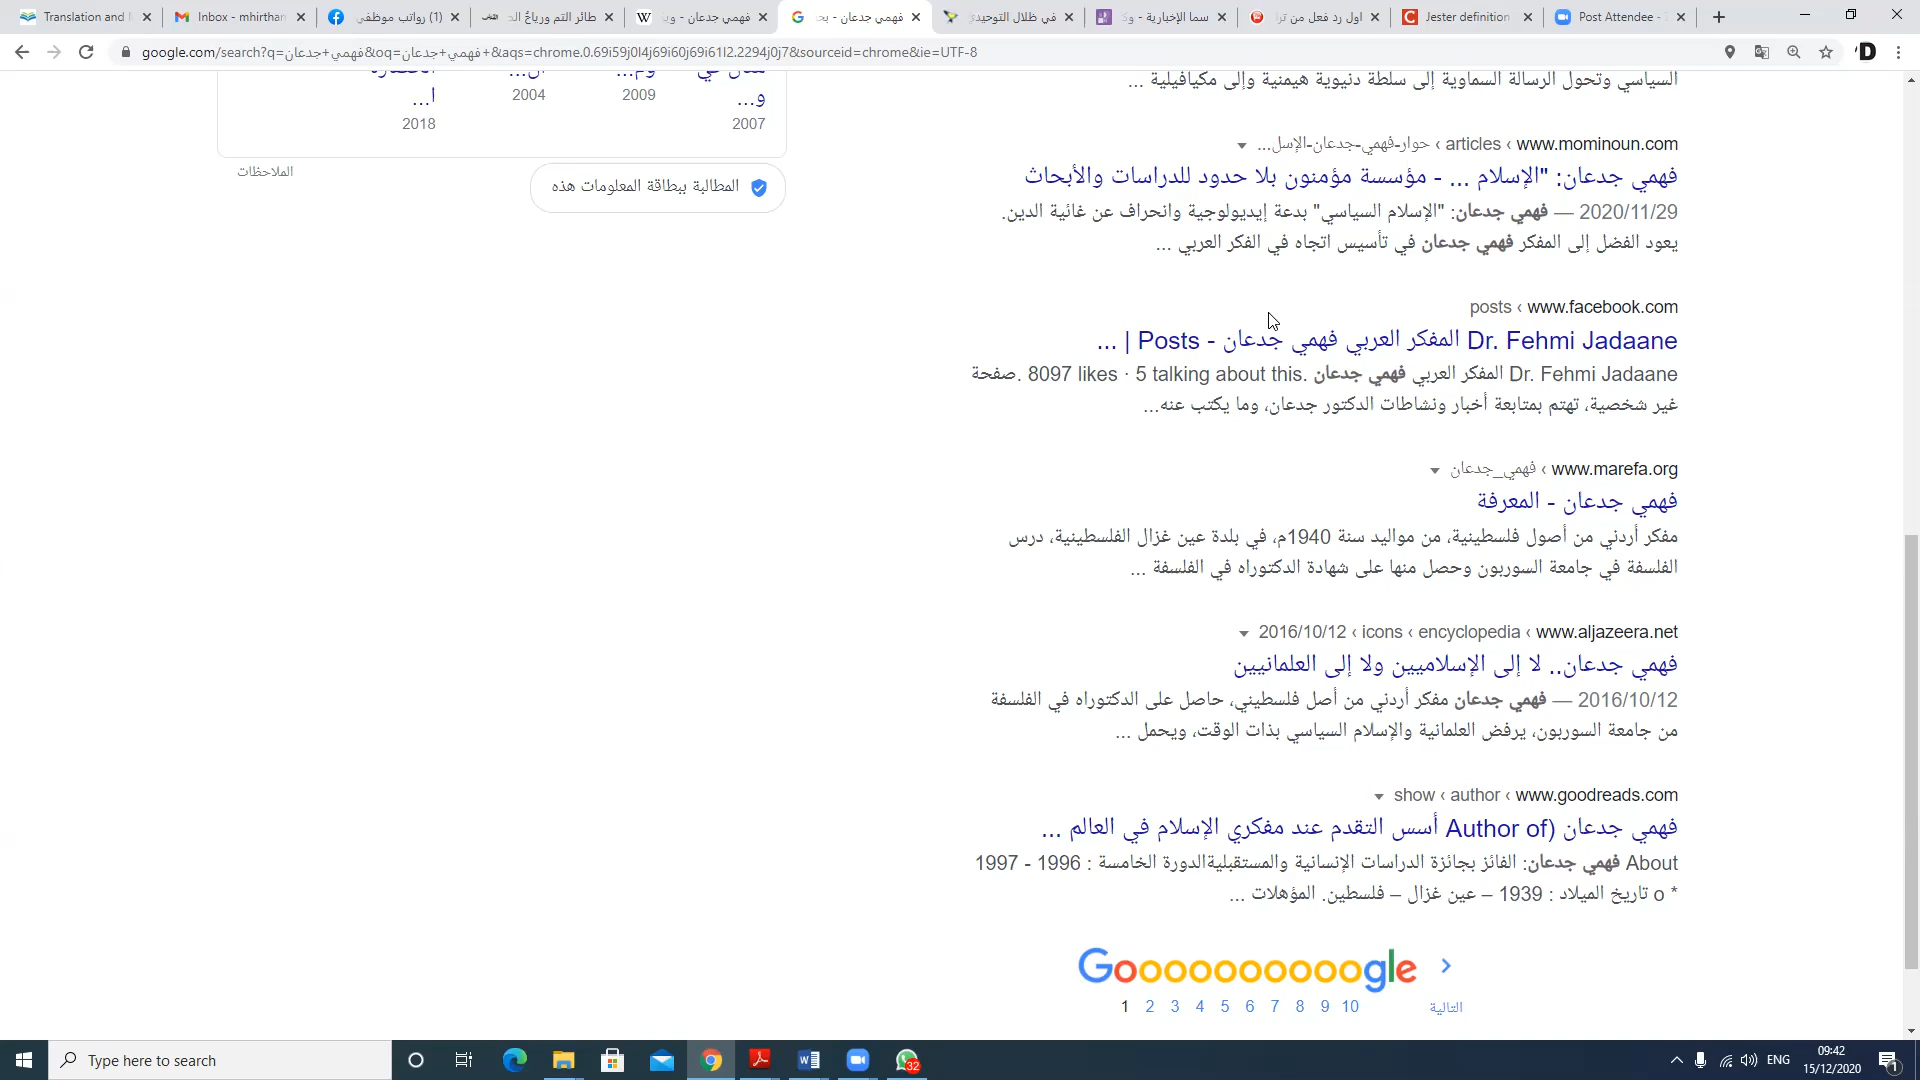 Translation and I
Inbox - mhirthan
(1) رواتب موظفي
طائر التم ورياحُ الـ
فهمي جدعان - ويـ
فهمي جدعان - بحـ
في ظلال التوحيدي
سما الإخبارية - وكـ
اول رد فعل من تر
Jester definition
Post Attendee -
google.com/search?q=فهمي+جدعان&oq=فهمي+جدعان+&aqs=chrome.0.69i59j0l4j69i60j69i61l2.2294j0j7&sourceid=chrome&ie=UTF-8
و...
ا...
2007
2009
2004
2018
الملاحظات
المطالبة ببطاقة المعلومات هذه
السياسي وتحول الرسالة السماوية إلى سلطة دنيوية هيمنية وإلى مكيافيلية ...
www.mominoun.com › articles › حوار-فهمي-جدعان-الإسل...
فهمي جدعان: "الإسلام ... - مؤسسة مؤمنون بلا حدود للدراسات والأبحاث
2020/11/29 — فهمي جدعان: "الإسلام السياسي" بدعة إيديولوجية وانحراف عن غائية الدين.
يعود الفضل إلى المفكر فهمي جدعان في تأسيس اتجاه في الفكر العربي ...
www.facebook.com › posts
Dr. Fehmi Jadaane المفكر العربي فهمي جدعان - Posts | ...
Dr. Fehmi Jadaane المفكر العربي فهمي جدعان. 8097 likes · 5 talking about this. صفحة
غير شخصية، تهتم بمتابعة أخبار ونشاطات الدكتور جدعان، وما يكتب عنه...
www.marefa.org › فهمي_جدعان
فهمي جدعان - المعرفة
مفكر أردني من أصول فلسطينية، من مواليد سنة 1940م، في بلدة عين غزال الفلسطينية، درس
الفلسفة في جامعة السوربون وحصل منها على شهادة الدكتوراه في الفلسفة ...
www.aljazeera.net › encyclopedia › icons › 2016/10/12
فهمي جدعان.. لا إلى الإسلاميين ولا إلى العلمانيين
2016/10/12 — فهمي جدعان مفكر أردني من أصل فلسطيني، حاصل على الدكتوراه في الفلسفة
من جامعة السوربون، يرفض العلمانية والإسلام السياسي بذات الوقت، ويحمل ...
www.goodreads.com › author › show
فهمي جدعان (Author of أسس التقدم عند مفكري الإسلام في العالم ...
About فهمي جدعان: الفائز بجائزة الدراسات الإنسانية والمستقبليةالدورة الخامسة : 1996 - 1997
* o تاريخ الميلاد : 1939 – عين غزال – فلسطين. المؤهلات ...
Goooooooooogle
1 2 3 4 5 6 7 8 9 10 التالية
Type here to search
32
ENG
09:42
15/12/2020
1